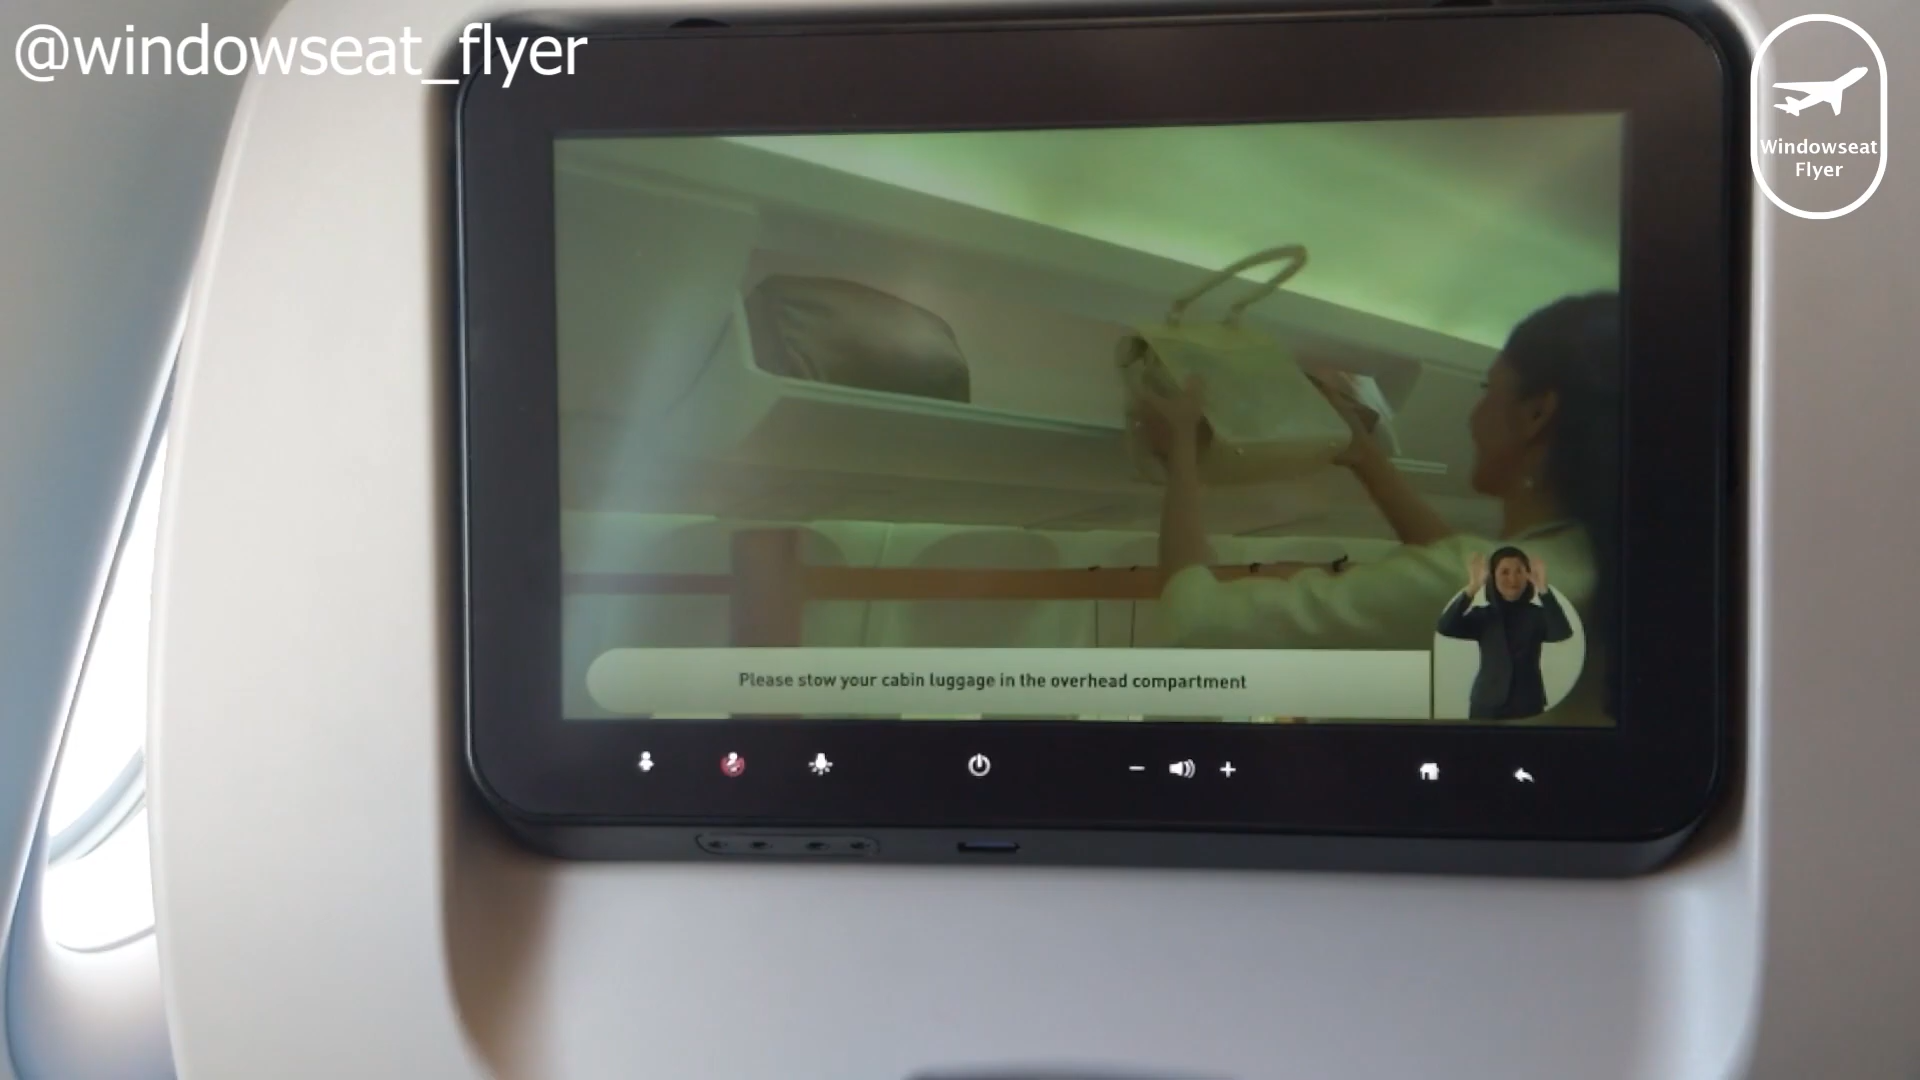 @windowseat_flyer
Windowseat
Flyer
Please stow your cabin luggage in the overhead compartment